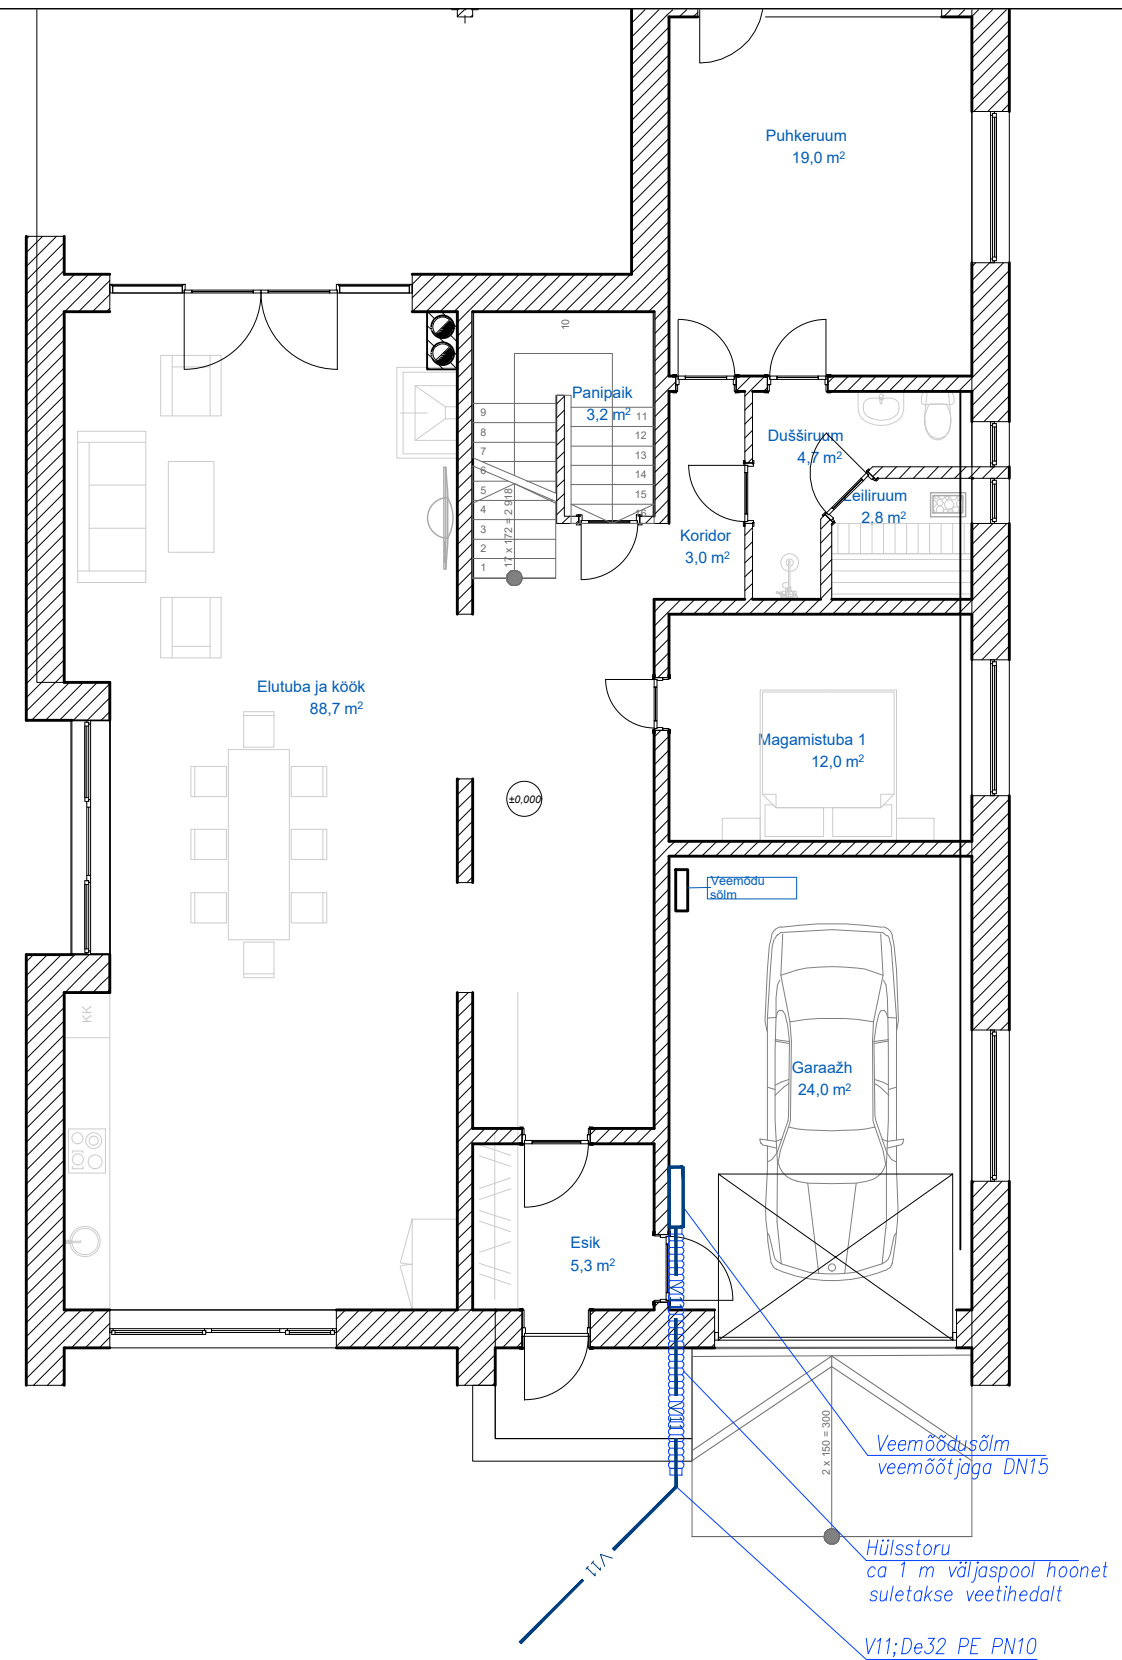 Puhkeruum
19,0 m²
10
Panipaik
3,2 m²
9
8
7
6
5
4
3
2
1
11
12
13
14
15
16
17 x 172 = 2 918
Dušširuum
4,7 m²
Leiliruum
2,8 m²
Koridor
3,0 m²
Elutuba ja köök
88,7 m²
Magamistuba 1
12,0 m²
±0,000
Veemõdu
sõlm
KK
Garaažh
24,0 m²
Esik
5,3 m²
V11
2 x 150 = 300
Veemõõdusõlm
veemõõtjaga DN15
V11
Hülsstoru
ca 1 m väljaspool hoonet
suletakse veetihedalt
V11;De32 PE PN10